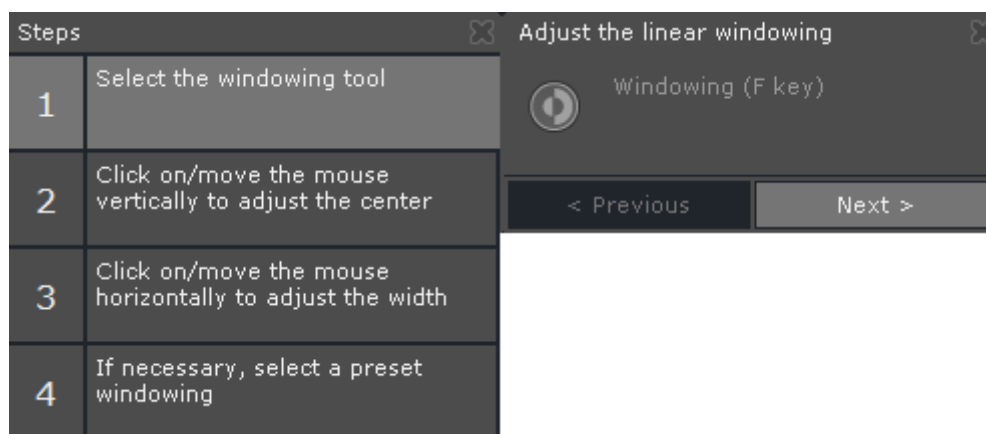 Steps
1
Select the windowing tool
2
Click on/move the mouse
vertically to adjust the center
3
Click on/move the mouse
horizontally to adjust the width
4
If necessary, select a preset
windowing
Adjust the linear windowing
Windowing (F key)
< Previous
Next >